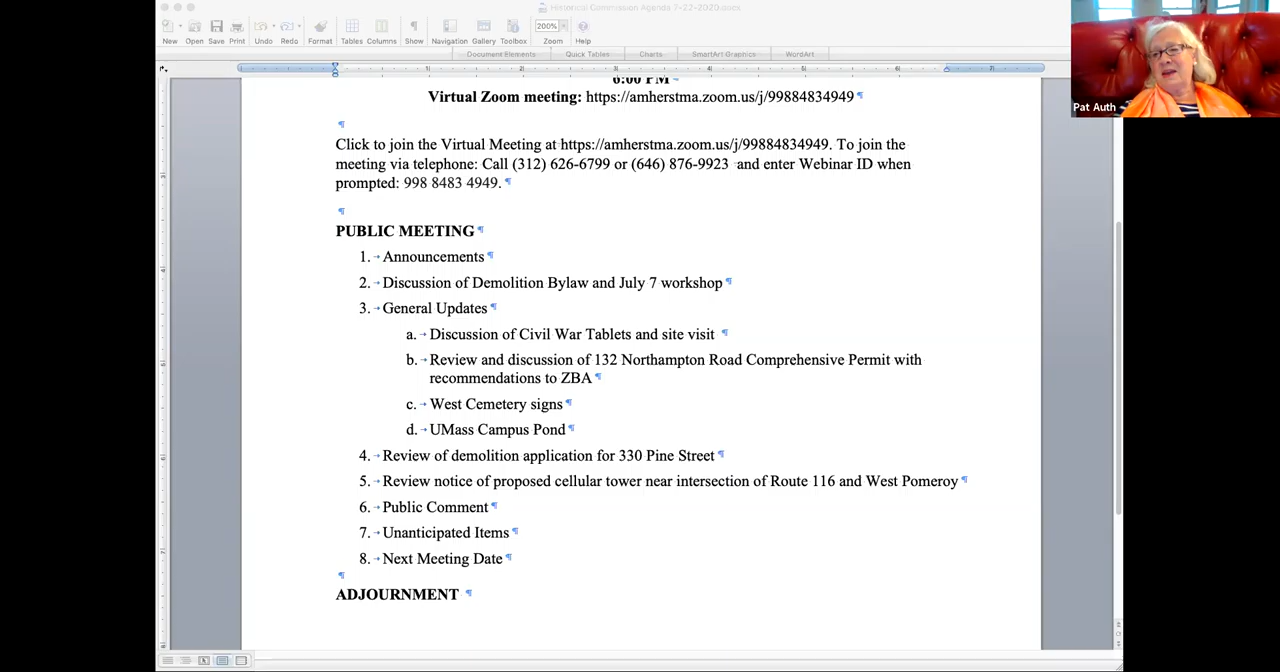 Historical Commission Agenda 7-22-2020.docx
New Open Save Print Undo Redo Format Tables Columns Show Navigation Gallery Toolbox Zoom Help
200%
Document Elements Quick Tables Charts SmartArt Graphics WordArt
6:00 PM
Virtual Zoom meeting: https://amherstma.zoom.us/j/99884834949
Click to join the Virtual Meeting at https://amherstma.zoom.us/j/99884834949. To join the
meeting via telephone: Call (312) 626-6799 or (646) 876-9923 and enter Webinar ID when
prompted: 998 8483 4949.
PUBLIC MEETING
1. Announcements
2. Discussion of Demolition Bylaw and July 7 workshop
3. General Updates
a. Discussion of Civil War Tablets and site visit
b. Review and discussion of 132 Northampton Road Comprehensive Permit with
recommendations to ZBA
c. West Cemetery signs
d. UMass Campus Pond
4. Review of demolition application for 330 Pine Street
5. Review notice of proposed cellular tower near intersection of Route 116 and West Pomeroy
6. Public Comment
7. Unanticipated Items
8. Next Meeting Date
ADJOURNMENT
Pat Auth